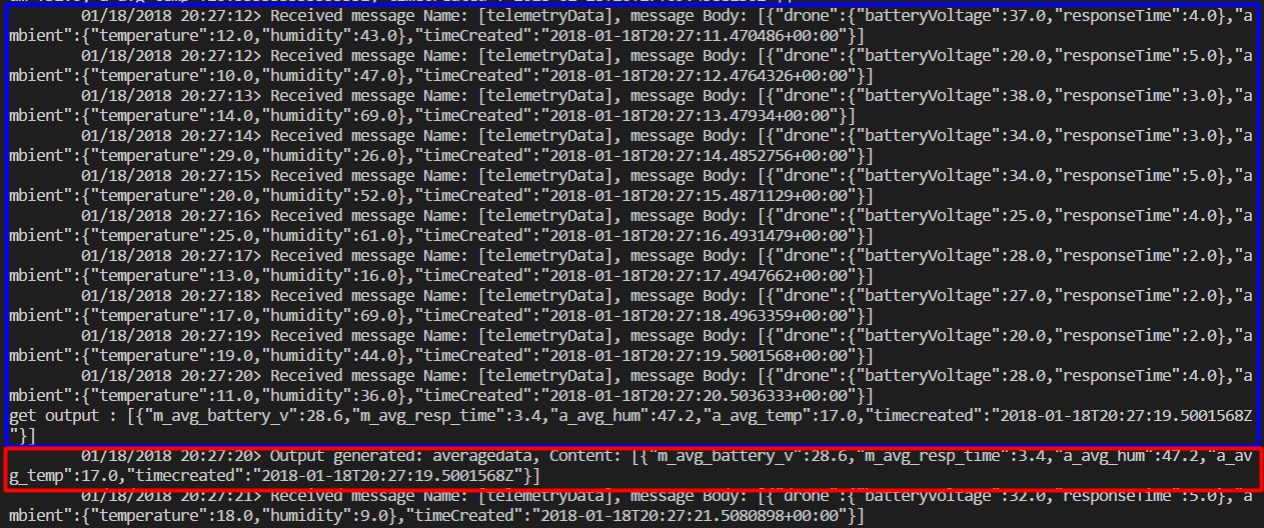 01/18/2018 20:27:12> Received message Name: [telemetryData], message Body: [{"drone":{"batteryVoltage":37.0,"responseTime":4.0},"a
mbient":{"temperature":12.0,"humidity":43.0},"timeCreated":"2018-01-18T20:27:11.470486+00:00"}]
01/18/2018 20:27:12> Received message Name: [telemetryData], message Body: [{"drone":{"batteryVoltage":20.0,"responseTime":5.0},"a
mbient":{"temperature":10.0,"humidity":47.0},"timeCreated":"2018-01-18T20:27:12.4764326+00:00"}]
01/18/2018 20:27:13> Received message Name: [telemetryData], message Body: [{"drone":{"batteryVoltage":38.0,"responseTime":3.0},"a
mbient":{"temperature":14.0,"humidity":69.0},"timeCreated":"2018-01-18T20:27:13.47934+00:00"}]
01/18/2018 20:27:14> Received message Name: [telemetryData], message Body: [{"drone":{"batteryVoltage":34.0,"responseTime":3.0},"a
mbient":{"temperature":29.0,"humidity":26.0},"timeCreated":"2018-01-18T20:27:14.4852756+00:00"}]
01/18/2018 20:27:15> Received message Name: [telemetryData], message Body: [{"drone":{"batteryVoltage":34.0,"responseTime":5.0},"a
mbient":{"temperature":20.0,"humidity":52.0},"timeCreated":"2018-01-18T20:27:15.4871129+00:00"}]
01/18/2018 20:27:16> Received message Name: [telemetryData], message Body: [{"drone":{"batteryVoltage":25.0,"responseTime":4.0},"a
mbient":{"temperature":25.0,"humidity":61.0},"timeCreated":"2018-01-18T20:27:16.4931479+00:00"}]
01/18/2018 20:27:17> Received message Name: [telemetryData], message Body: [{"drone":{"batteryVoltage":28.0,"responseTime":2.0},"a
mbient":{"temperature":13.0,"humidity":16.0},"timeCreated":"2018-01-18T20:27:17.4947662+00:00"}]
01/18/2018 20:27:18> Received message Name: [telemetryData], message Body: [{"drone":{"batteryVoltage":27.0,"responseTime":2.0},"a
mbient":{"temperature":17.0,"humidity":69.0},"timeCreated":"2018-01-18T20:27:18.4963359+00:00"}]
01/18/2018 20:27:19> Received message Name: [telemetryData], message Body: [{"drone":{"batteryVoltage":20.0,"responseTime":2.0},"a
mbient":{"temperature":19.0,"humidity":44.0},"timeCreated":"2018-01-18T20:27:19.5001568+00:00"}]
01/18/2018 20:27:20> Received message Name: [telemetryData], message Body: [{"drone":{"batteryVoltage":28.0,"responseTime":4.0},"a
mbient":{"temperature":11.0,"humidity":36.0},"timeCreated":"2018-01-18T20:27:20.5036333+00:00"}]
get output : [{"m_avg_battery_v":28.6,"m_avg_resp_time":3.4,"a_avg_hum":47.2,"a_avg_temp":17.0,"timecreated":"2018-01-18T20:27:19.5001568Z
"}]
01/18/2018 20:27:20> Output generated: averagedata, Content: [{"m_avg_battery_v":28.6,"m_avg_resp_time":3.4,"a_avg_hum":47.2,"a_av
g_temp":17.0,"timecreated":"2018-01-18T20:27:19.5001568Z"}]
01/18/2018 20:27:21> Received message Name: [telemetryData], message Body: [{"drone":{"batteryVoltage":32.0,"responseTime":5.0},"a
mbient":{"temperature":18.0,"humidity":9.0},"timeCreated":"2018-01-18T20:27:21.5080898+00:00"}]